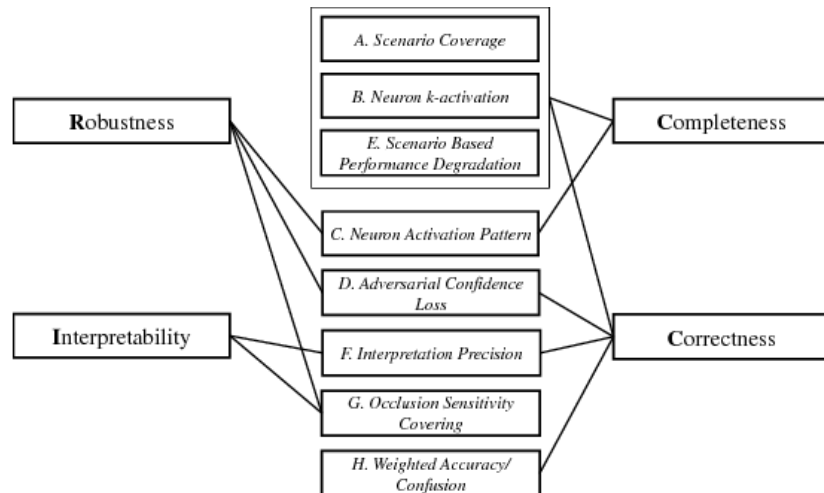 A. Scenario Coverage
B. Neuron k-activation
E. Scenario Based
Performance Degradation
Robustness
Completeness
C. Neuron Activation Pattern
D. Adversarial Confidence
Loss
Interpretability
Correctness
F. Interpretation Precision
G. Occlusion Sensitivity
Covering
H. Weighted Accuracy/
Confusion